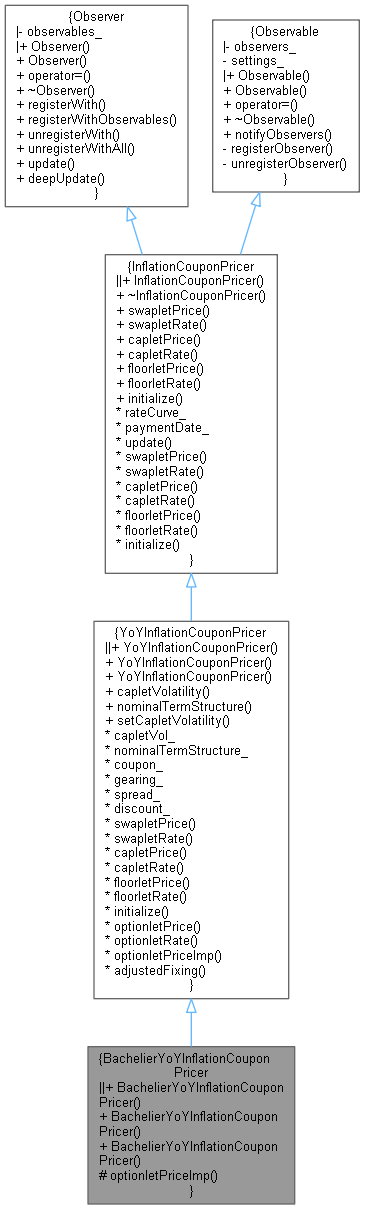 {Observer
|- observables_
|+ Observer()
+ Observer()
+ operator=()
+ ~Observer()
+ registerWith()
+ registerWithObservables()
+ unregisterWith()
+ unregisterWithAll()
+ update()
+ deepUpdate()
}
{Observable
|- observers_
- settings_
|+ Observable()
+ Observable()
+ operator=()
+ ~Observable()
+ notifyObservers()
- registerObserver()
- unregisterObserver()
}
{InflationCouponPricer
||+ InflationCouponPricer()
+ ~InflationCouponPricer()
+ swapletPrice()
+ swapletRate()
+ capletPrice()
+ capletRate()
+ floorletPrice()
+ floorletRate()
+ initialize()
* rateCurve_
* paymentDate_
* update()
* swapletPrice()
* swapletRate()
* capletPrice()
* capletRate()
* floorletPrice()
* floorletRate()
* initialize()
}
{YoYInflationCouponPricer
||+ YoYInflationCouponPricer()
+ YoYInflationCouponPricer()
+ YoYInflationCouponPricer()
+ capletVolatility()
+ nominalTermStructure()
+ setCapletVolatility()
* capletVol_
* nominalTermStructure_
* coupon_
* gearing_
* spread_
* discount_
* swapletPrice()
* swapletRate()
* capletPrice()
* capletRate()
* floorletPrice()
* floorletRate()
* initialize()
* optionletPrice()
* optionletRate()
* optionletPriceImp()
* adjustedFixing()
}
{BachelierYoYInflationCoupon
Pricer
||+ BachelierYoYInflationCoupon
Pricer()
+ BachelierYoYInflationCoupon
Pricer()
+ BachelierYoYInflationCoupon
Pricer()
# optionletPriceImp()
}